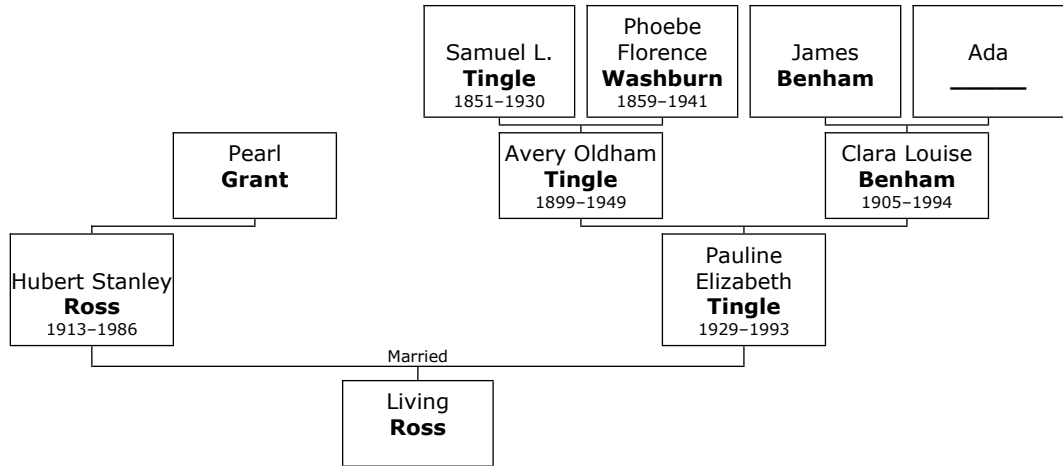 Samuel L.
Tingle
1851–1930
Phoebe
Florence
Washburn
1859–1941
James
Benham
Ada
______
Pearl
Grant
Avery Oldham
Tingle
1899–1949
Clara Louise
Benham
1905–1994
Hubert Stanley
Ross
1913–1986
Pauline
Elizabeth
Tingle
1929–1993
Married
Living
Ross